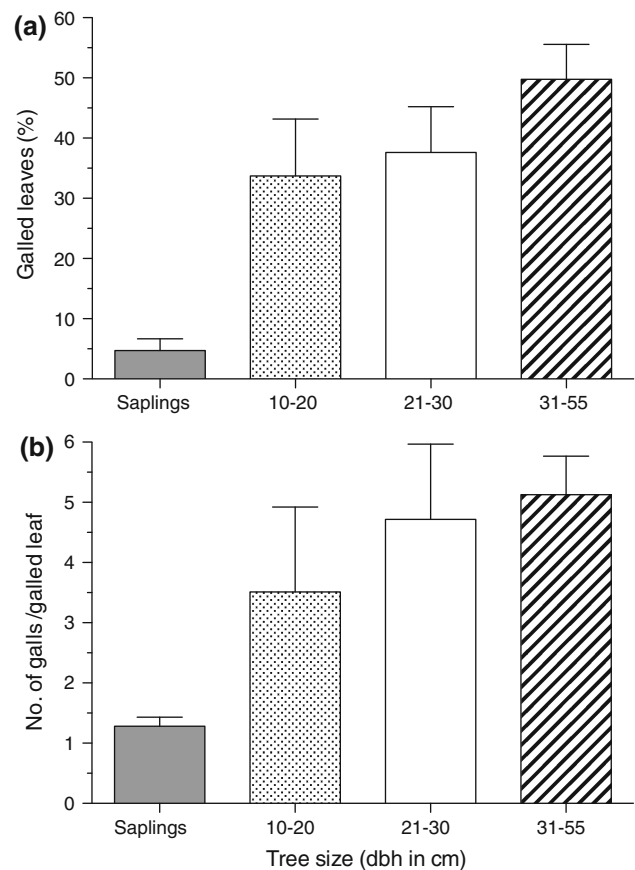 (a)
Galled leaves (%)
60
50
40
30
20
10
0
Saplings 10-20 21-30 31-55
(b)
No. of galls /galled leaf
6
5
4
3
2
1
0
Saplings 10-20 21-30 31-55
Tree size (dbh in cm)